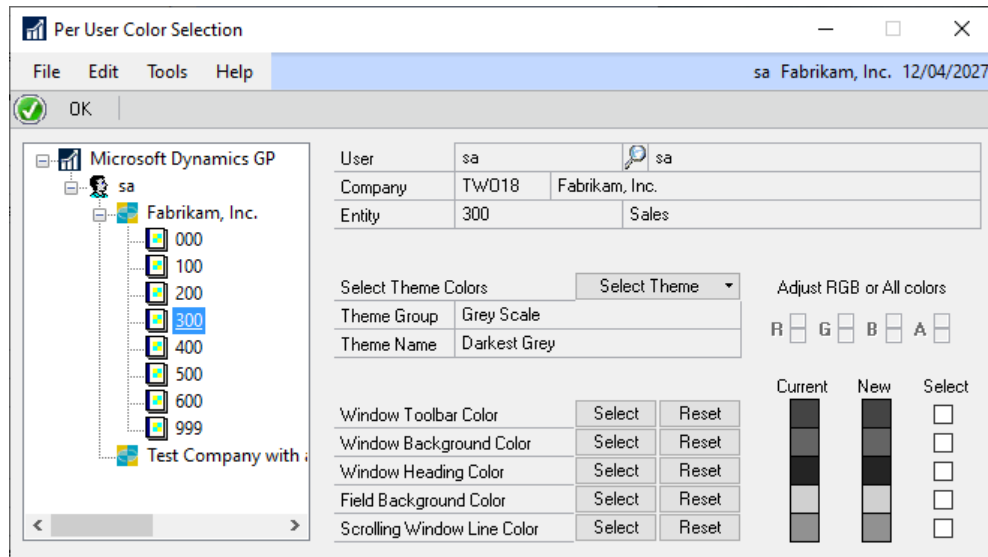 Per User Color Selection
File Edit Tools Help sa Fabrikam, Inc. 12/04/2027
OK
Microsoft Dynamics GP
sa
Fabrikam, Inc.
000
100
200
300
400
500
600
999
Test Company with a
User sa sa
Company TWO18 Fabrikam, Inc.
Entity 300 Sales
Select Theme Colors Select Theme Adjust RGB or All colors
Theme Group Grey Scale
Theme Name Darkest Grey
R G B A
Current New Select
Window Toolbar Color Select Reset
Window Background Color Select Reset
Window Heading Color Select Reset
Field Background Color Select Reset
Scrolling Window Line Color Select Reset